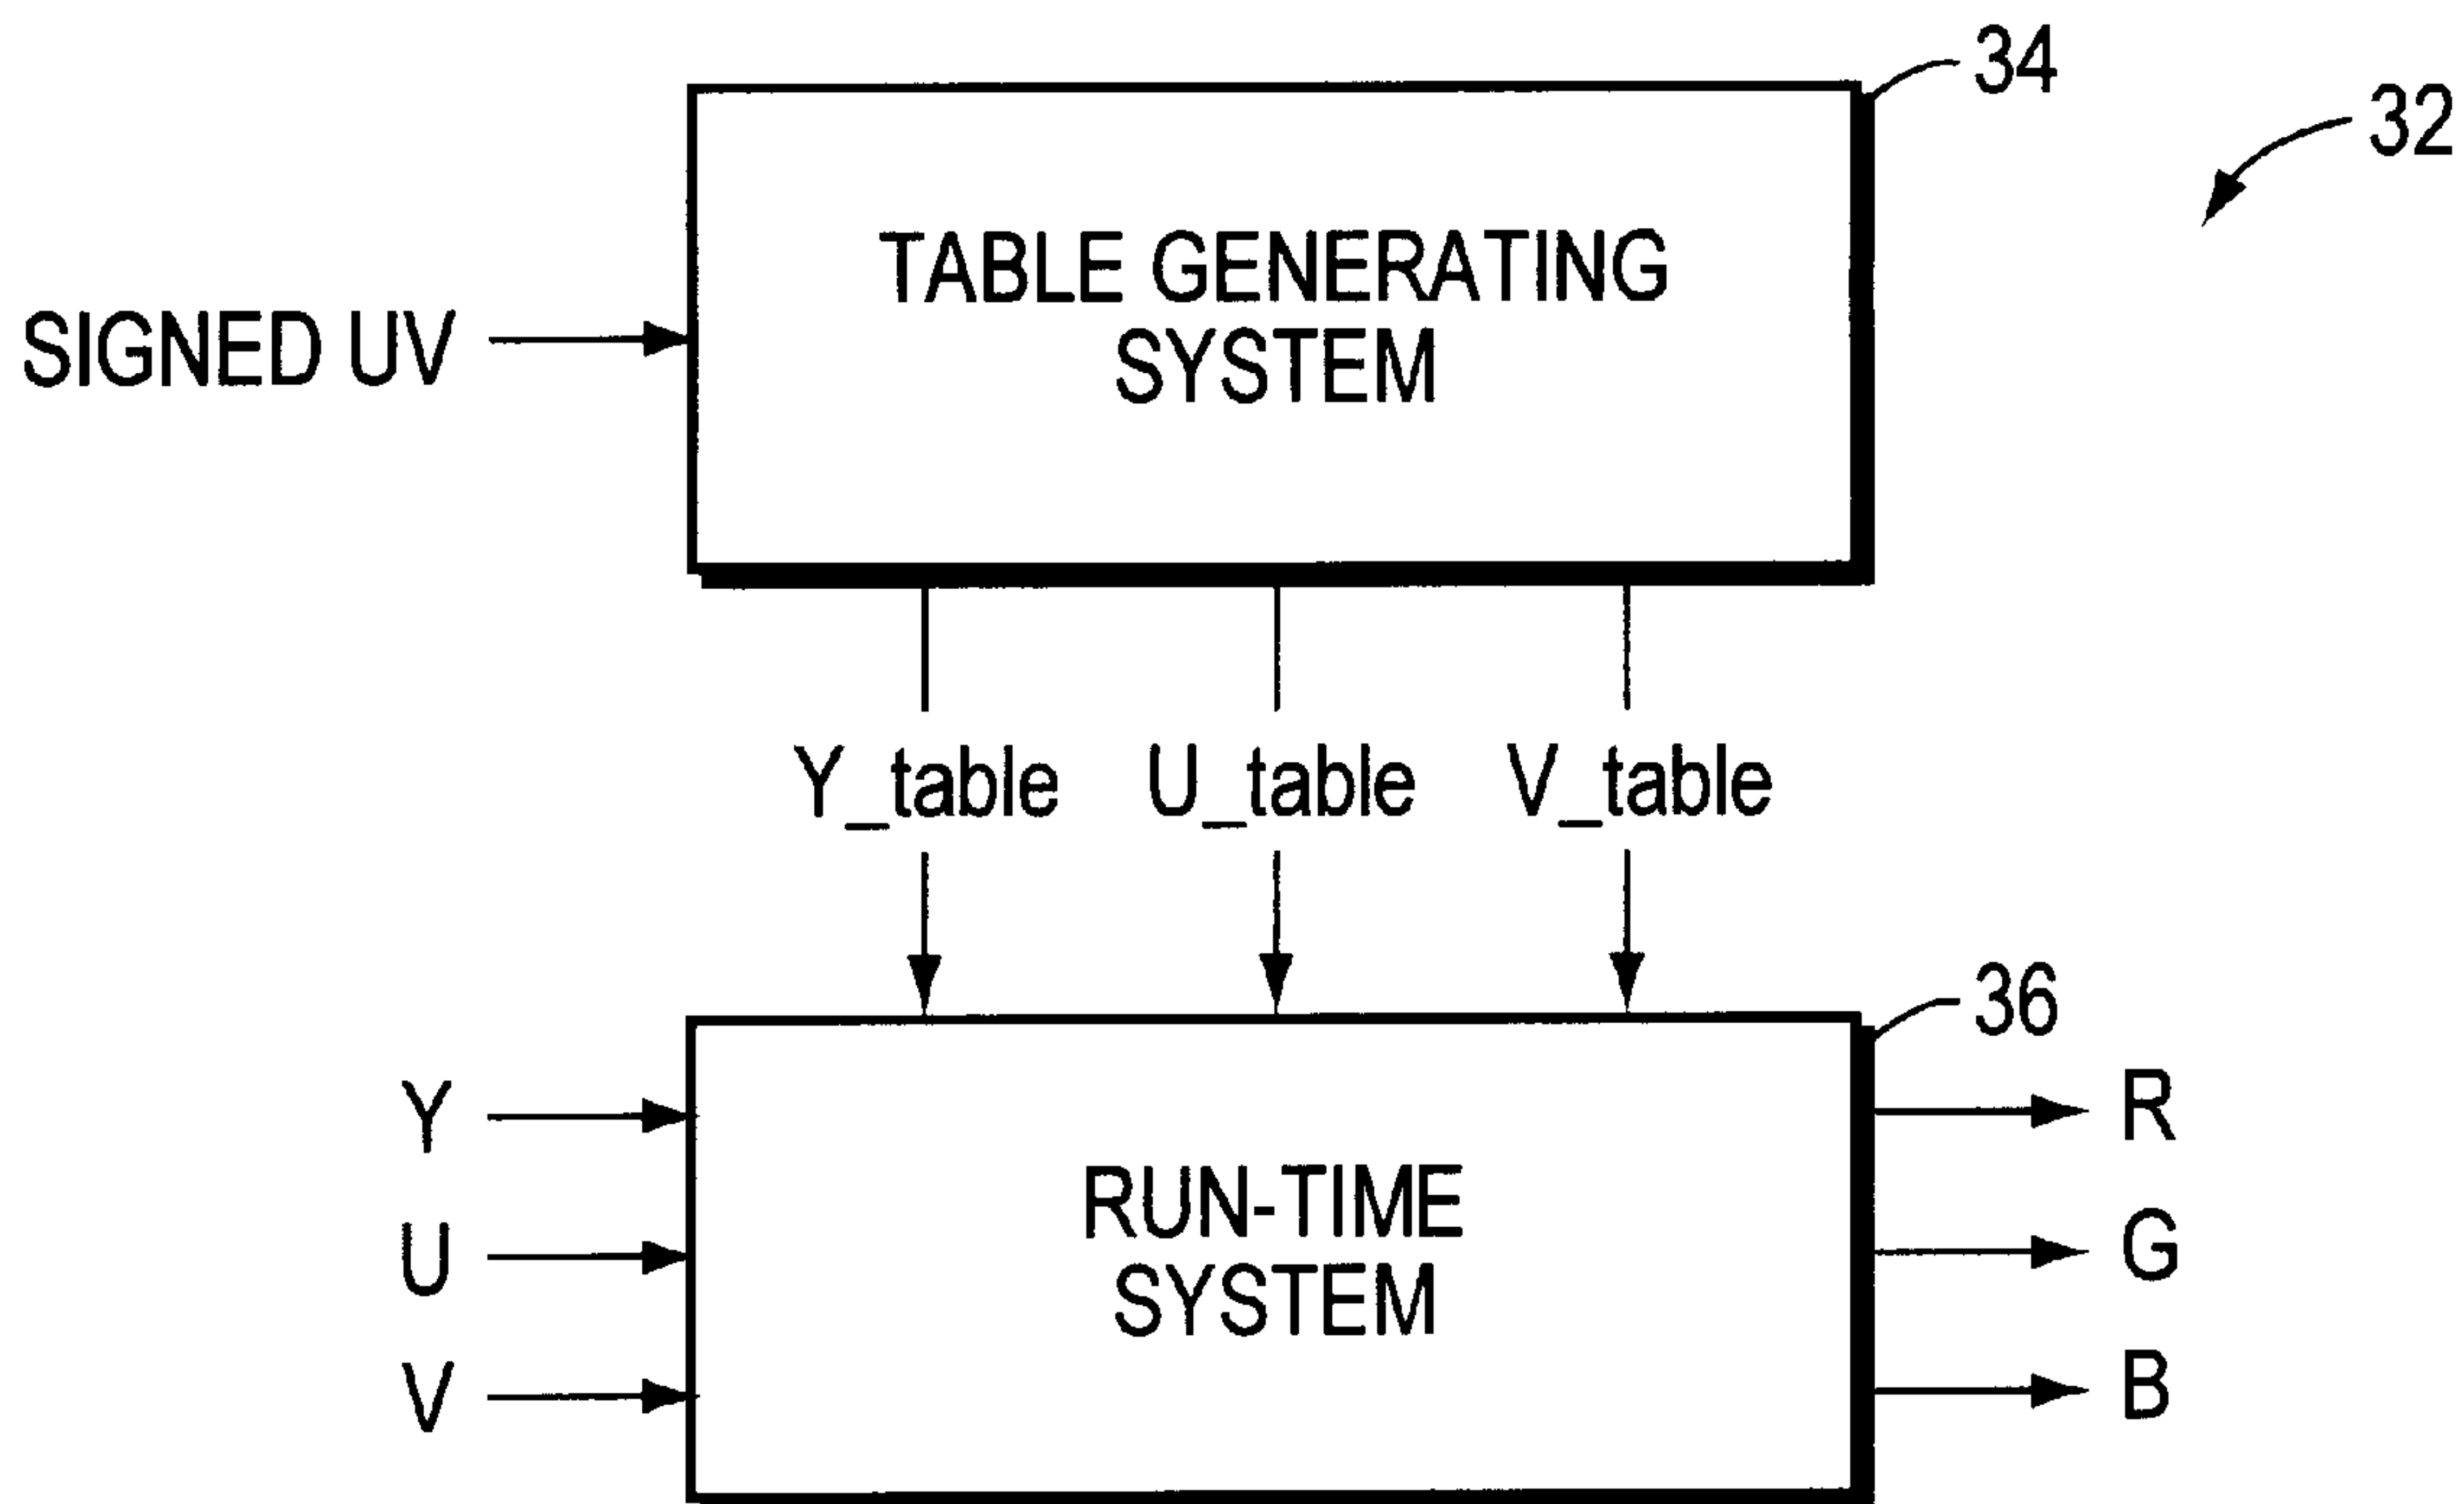 34
32
TABLE GENERATING
SYSTEM
SIGNED UV
Y_table U_table V_table
36
Y
R
RUN-TIME
U
G
SYSTEM
V
B